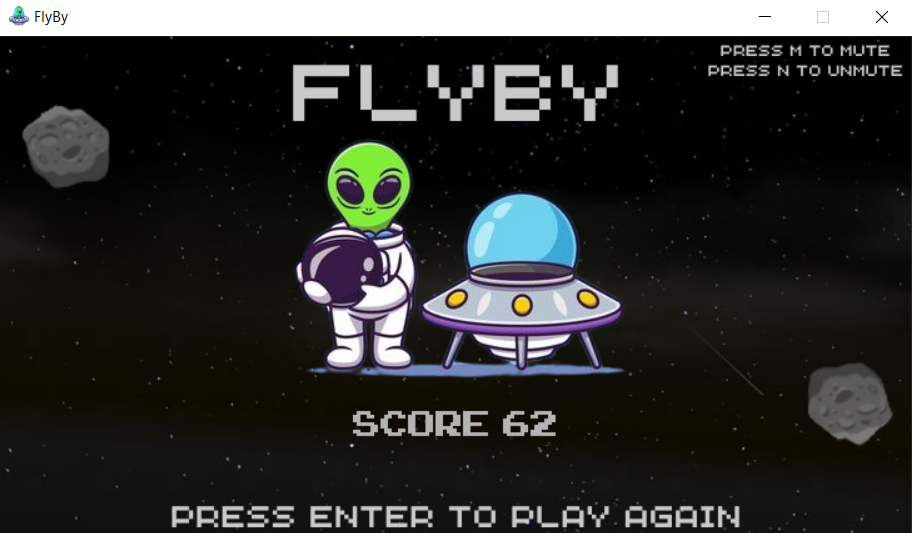 FlyBy
PRESS M TO MUTE
PRESS N TO UNMUTE
FLYBY
SCORE 62
PRESS ENTER TO PLAY AGAIN